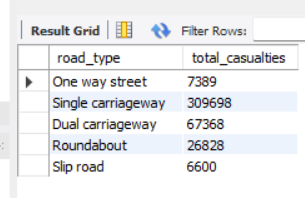 Result Grid Filter Rows:
road_type total_casualties
One way street 7389
Single carriageway 309698
Dual carriageway 67368
Roundabout 26828
Slip road 6600